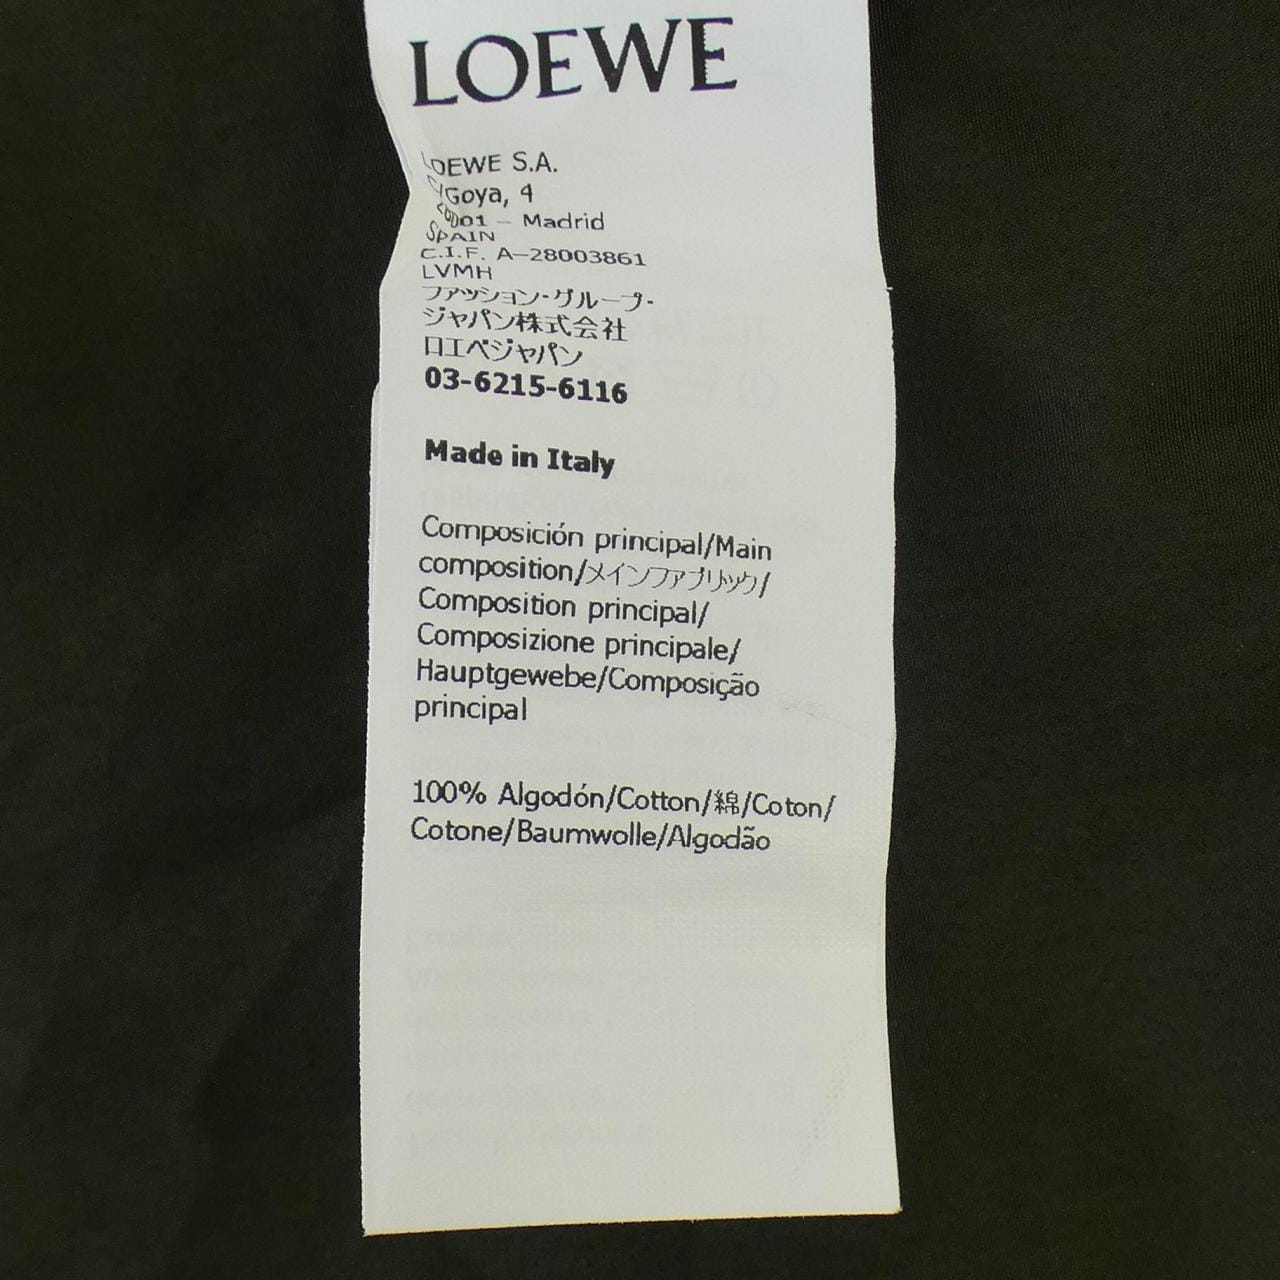 LOEWE
LOEWE S.A.
C/Goya, 4
Madrid
SPAIN
C.I.F. A-28003861
LVMH
ファッション・グループ・
ジャパン株式会社
ロエベジャパン
03-6215-6116
Made in Italy
Composición principal/Main
composition/メインファブリック/
Composition principal/
Composizione principale/
Hauptgewebe/Composição
principal
100% Algodón/Cotton/綿/Coton/
Cotone/Baumwolle/Algodão